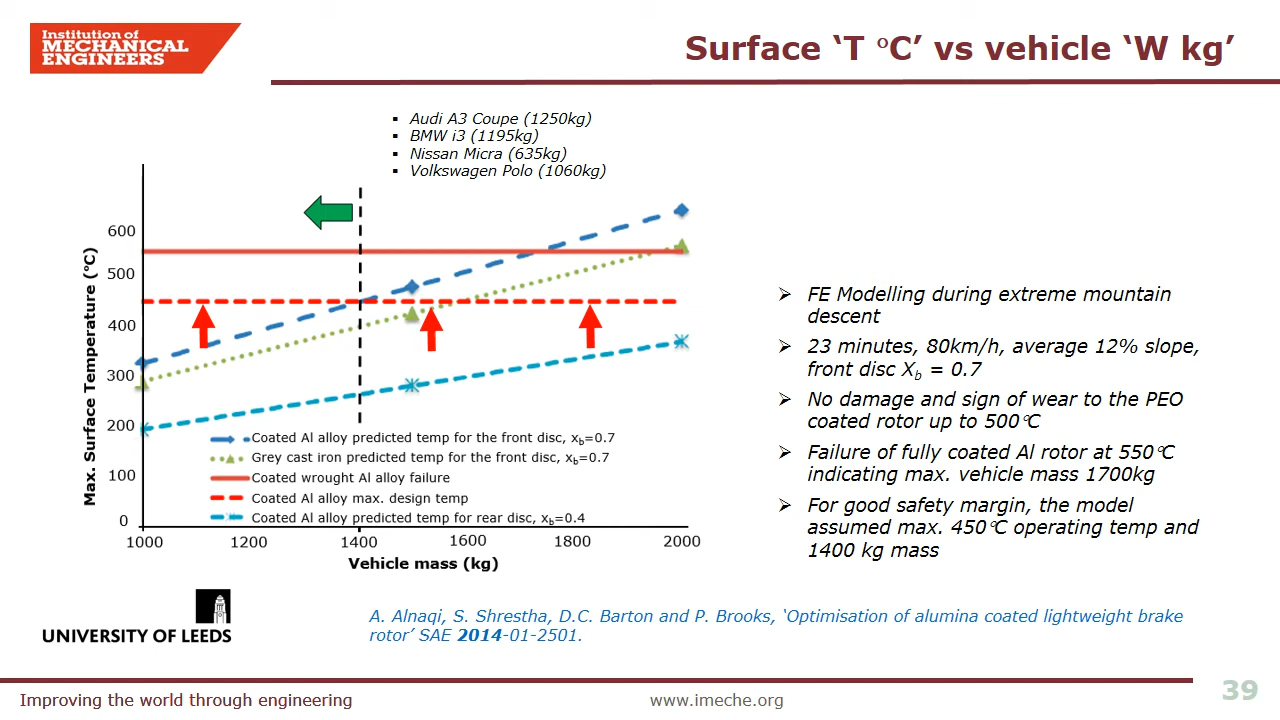 Institution of
MECHANICAL
ENGINEERS
Surface ‘T °C’ vs vehicle ‘W kg’
▪ Audi A3 Coupe (1250kg)
▪ BMW i3 (1195kg)
▪ Nissan Micra (635kg)
▪ Volkswagen Polo (1060kg)
Max. Surface Temperature (°C)
600
500
400
300
200
100
0
Coated Al alloy predicted temp for the front disc, xb=0.7
Grey cast iron predicted temp for the front disc, xb=0.7
Coated wrought Al alloy failure
Coated Al alloy max. design temp
Coated Al alloy predicted temp for rear disc, xb=0.4
1000 1200 1400 1600 1800 2000
Vehicle mass (kg)
➢ FE Modelling during extreme mountain
descent
➢ 23 minutes, 80km/h, average 12% slope,
front disc Xb = 0.7
➢ No damage and sign of wear to the PEO
coated rotor up to 500°C
➢ Failure of fully coated Al rotor at 550°C
indicating max. vehicle mass 1700kg
➢ For good safety margin, the model
assumed max. 450°C operating temp and
1400 kg mass
UNIVERSITY OF LEEDS
A. Alnaqi, S. Shrestha, D.C. Barton and P. Brooks, ‘Optimisation of alumina coated lightweight brake
rotor’ SAE 2014-01-2501.
Improving the world through engineering
www.imeche.org
39